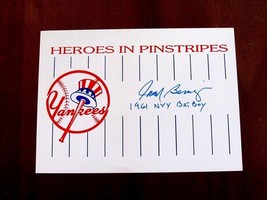 HEROES IN PINSTRIPES
Yankees
1961 NYY Bat Boy